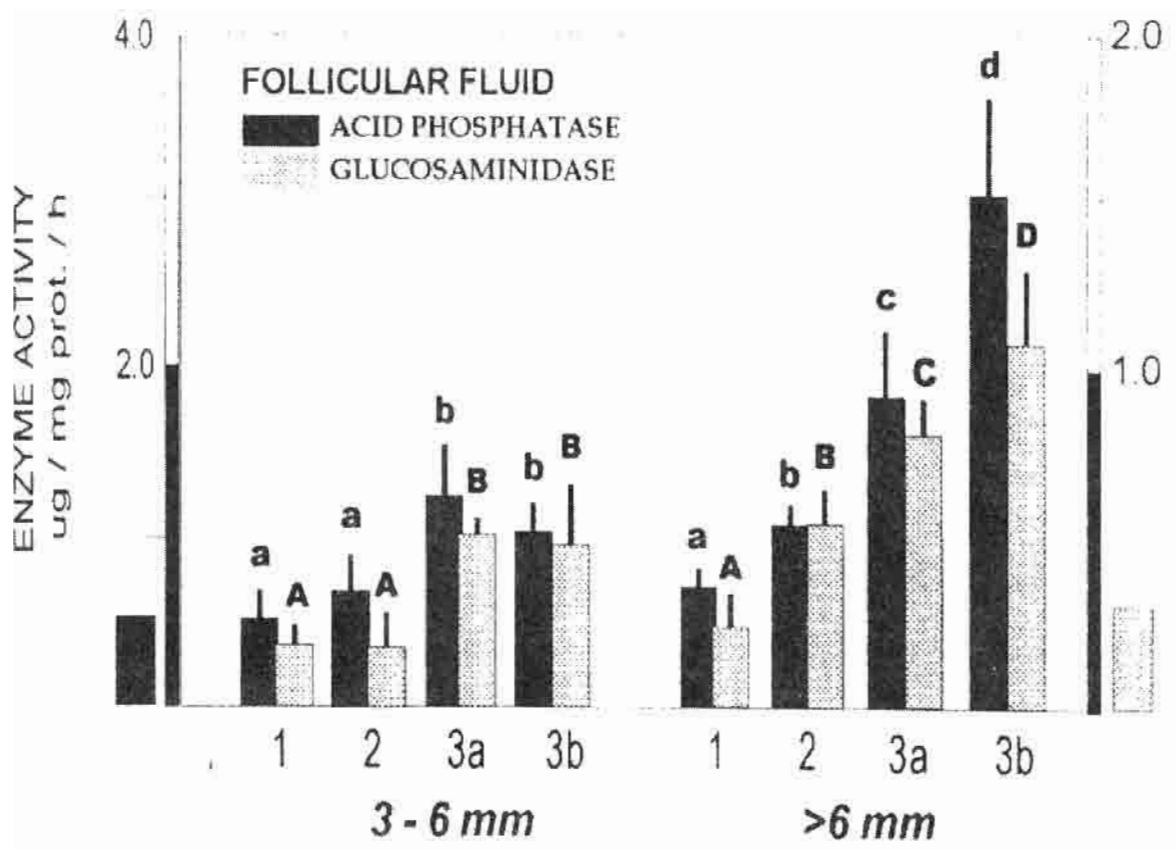 4.0
2.0
FOLLICULAR FLUID
ACID PHOSPHATASE
GLUCOSAMINIDASE
ENZYME ACTIVITY
ug / mg prot. / h
2.0
1.0
a
A
a
A
b
B
b
B
a
A
b
B
c
C
d
D
1 2 3a 3b
1 2 3a 3b
3 - 6 mm
>6 mm